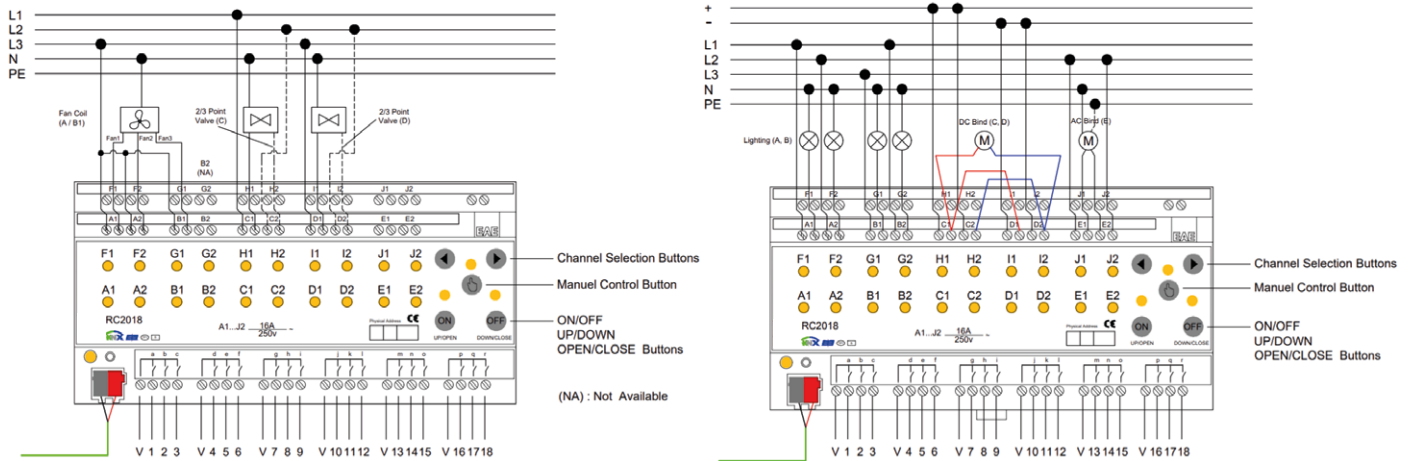 L1
L2
L3
N
PE
Fan Coil
(A / B1)
Fan1 Fan2 Fan3
2/3 Point
Valve (C)
2/3 Point
Valve (D)
B2
(NA)
F1 F2 G1 G2 H1 H2 I1 I2 J1 J2
A1 A2 B1 B2 C1 C2 D1 D2 E1 E2
EAE
F1 F2 G1 G2 H1 H2 I1 I2 J1 J2
A1 A2 B1 B2 C1 C2 D1 D2 E1 E2
RC2018
A1...J2 16A ~
250v
Physical Address
CE
ON OFF
UP/OPEN DOWN/CLOSE
Channel Selection Buttons
Manuel Control Button
ON/OFF
UP/DOWN
OPEN/CLOSE Buttons
a b c d e f g h i j k l m n o p q r
(NA) : Not Available
V 1 2 3 V 4 5 6 V 7 8 9 V 10 11 12 V 13 14 15 V 16 17 18
+
-
L1
L2
L3
N
PE
Lighting (A, B)
DC Bind (C, D)
M
AC Bind (E)
M
F1 F2 G1 G2 H1 H2 I1 I2 J1 J2
A1 A2 B1 B2 C1 C2 D1 D2 E1 E2
EAE
F1 F2 G1 G2 H1 H2 I1 I2 J1 J2
A1 A2 B1 B2 C1 C2 D1 D2 E1 E2
RC2018
A1...J2 16A ~
250v
Physical Address
CE
ON OFF
UP/OPEN DOWN/CLOSE
Channel Selection Buttons
Manuel Control Button
ON/OFF
UP/DOWN
OPEN/CLOSE Buttons
a b c d e f g h i j k l m n o p q r
V 1 2 3 V 4 5 6 V 7 8 9 V 10 11 12 V 13 14 15 V 16 17 18